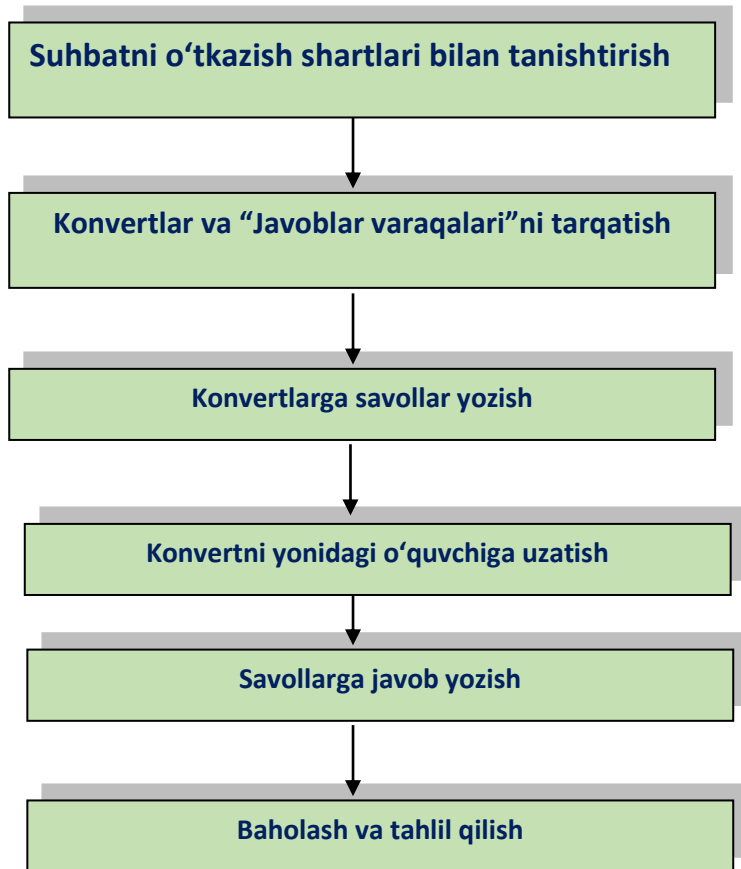 Suhbatni o‘tkazish shartlari bilan tanishtirish
Konvertlar va “Javoblar varaqalari”ni tarqatish
Konvertlarga savollar yozish
Konvertni yonidagi o‘quvchiga uzatish
Savollarga javob yozish
Baholash va tahlil qilish